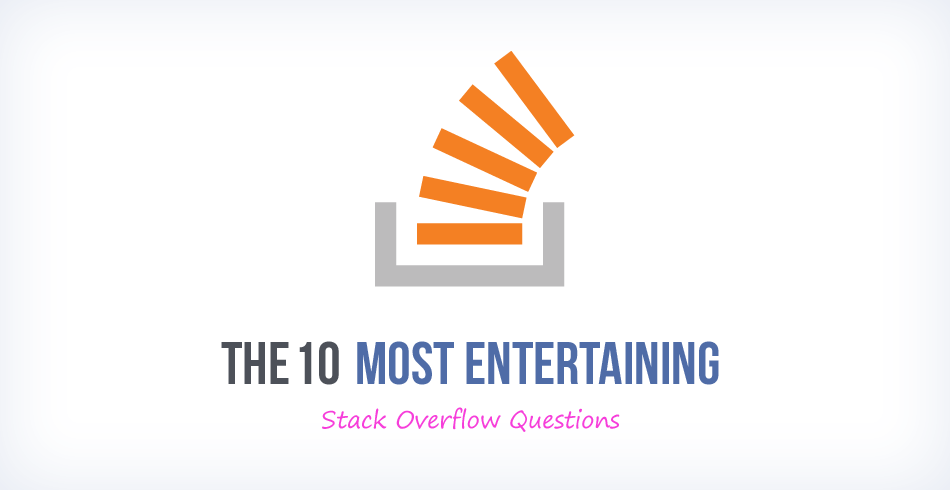 THE 10 MOST ENTERTAINING
Stack Overflow Questions